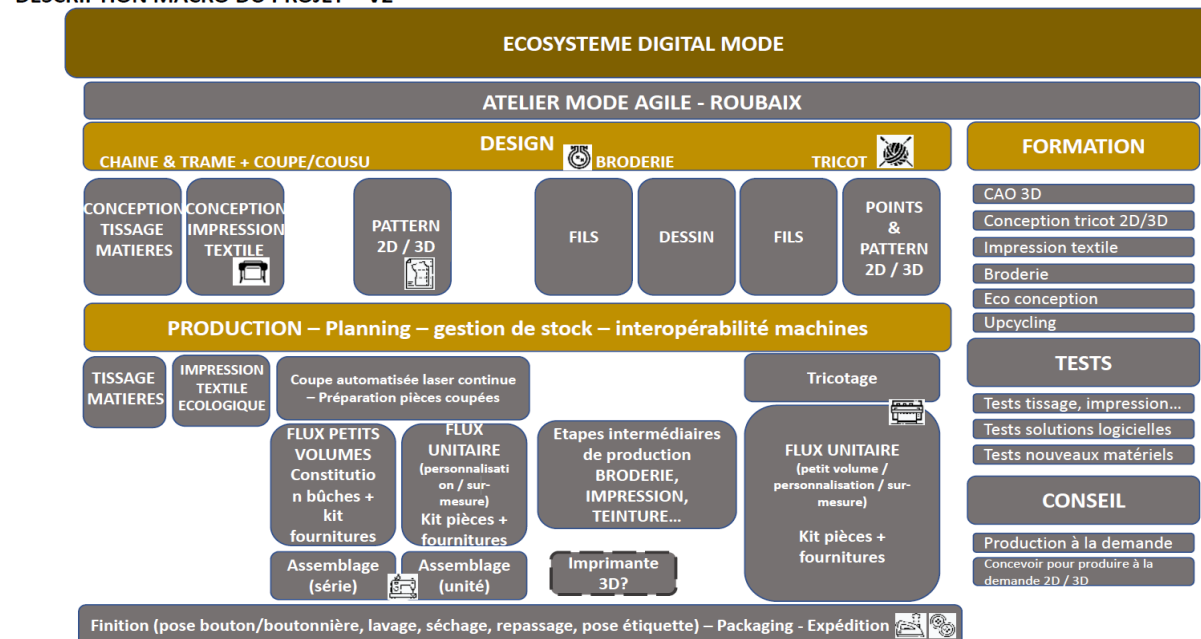 DESCRIPTION MACRO DU PROJET – V2
ECOSYSTEME DIGITAL MODE
ATELIER MODE AGILE - ROUBAIX
DESIGN
CHAINE & TRAME + COUPE/COUSU
BRODERIE
TRICOT
CONCEPTION
TISSAGE
MATIERES
CONCEPTION
IMPRESSION
TEXTILE
PATTERN
2D / 3D
FILS
DESSIN
FILS
POINTS
&
PATTERN
2D / 3D
PRODUCTION – Planning – gestion de stock – interopérabilité machines
TISSAGE
MATIERES
IMPRESSION
TEXTILE
ECOLOGIQUE
Coupe automatisée laser continue
– Préparation pièces coupées
Tricotage
FLUX PETITS
VOLUMES
Constitutio
n bûches +
kit
fournitures
FLUX
UNITAIRE
(personnalisati
on / sur-
mesure)
Kit pièces +
fournitures
Etapes intermédiaires
de production
BRODERIE,
IMPRESSION,
TEINTURE...
FLUX UNITAIRE
(petit volume /
personnalisation / sur-
mesure)
Kit pièces +
fournitures
Assemblage
(série)
Assemblage
(unité)
Imprimante
3D?
Finition (pose bouton/boutonnière, lavage, séchage, repassage, pose étiquette) – Packaging - Expédition
FORMATION
CAO 3D
Conception tricot 2D/3D
Impression textile
Broderie
Eco conception
Upcycling
TESTS
Tests tissage, impression...
Tests solutions logicielles
Tests nouveaux matériels
CONSEIL
Production à la demande
Concevoir pour produire à la
demande 2D / 3D